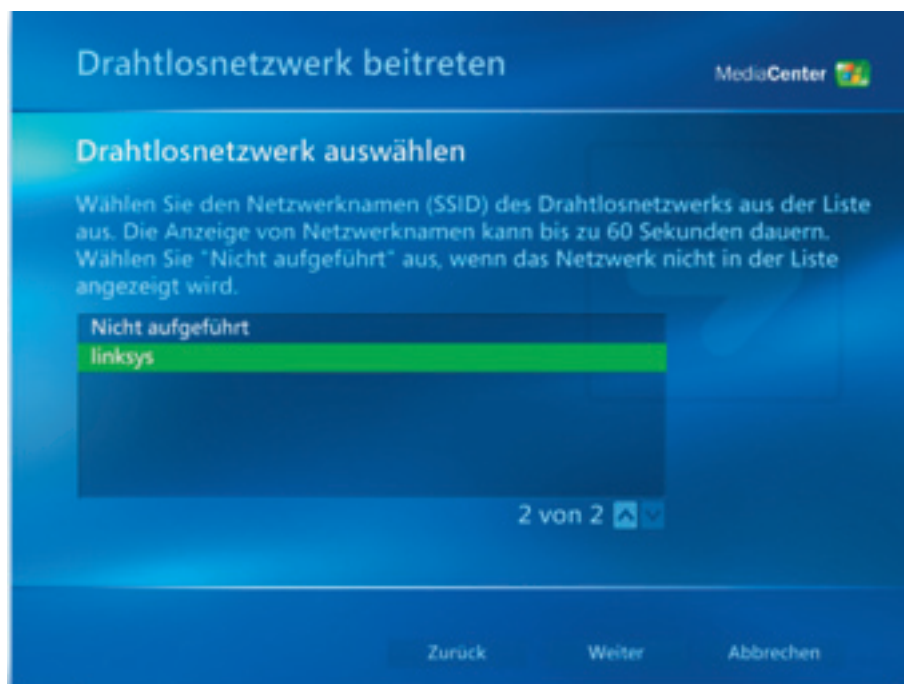 Drahtlosnetzwerk beitreten
MediaCenter
Drahtlosnetzwerk auswählen
Wählen Sie den Netzwerknamen (SSID) des Drahtlosnetzwerks aus der Liste
aus. Die Anzeige von Netzwerknamen kann bis zu 60 Sekunden dauern.
Wählen Sie "Nicht aufgeführt" aus, wenn das Netzwerk nicht in der Liste
angezeigt wird.
Nicht aufgeführt
linksys
2 von 2
Zurück Weiter Abbrechen